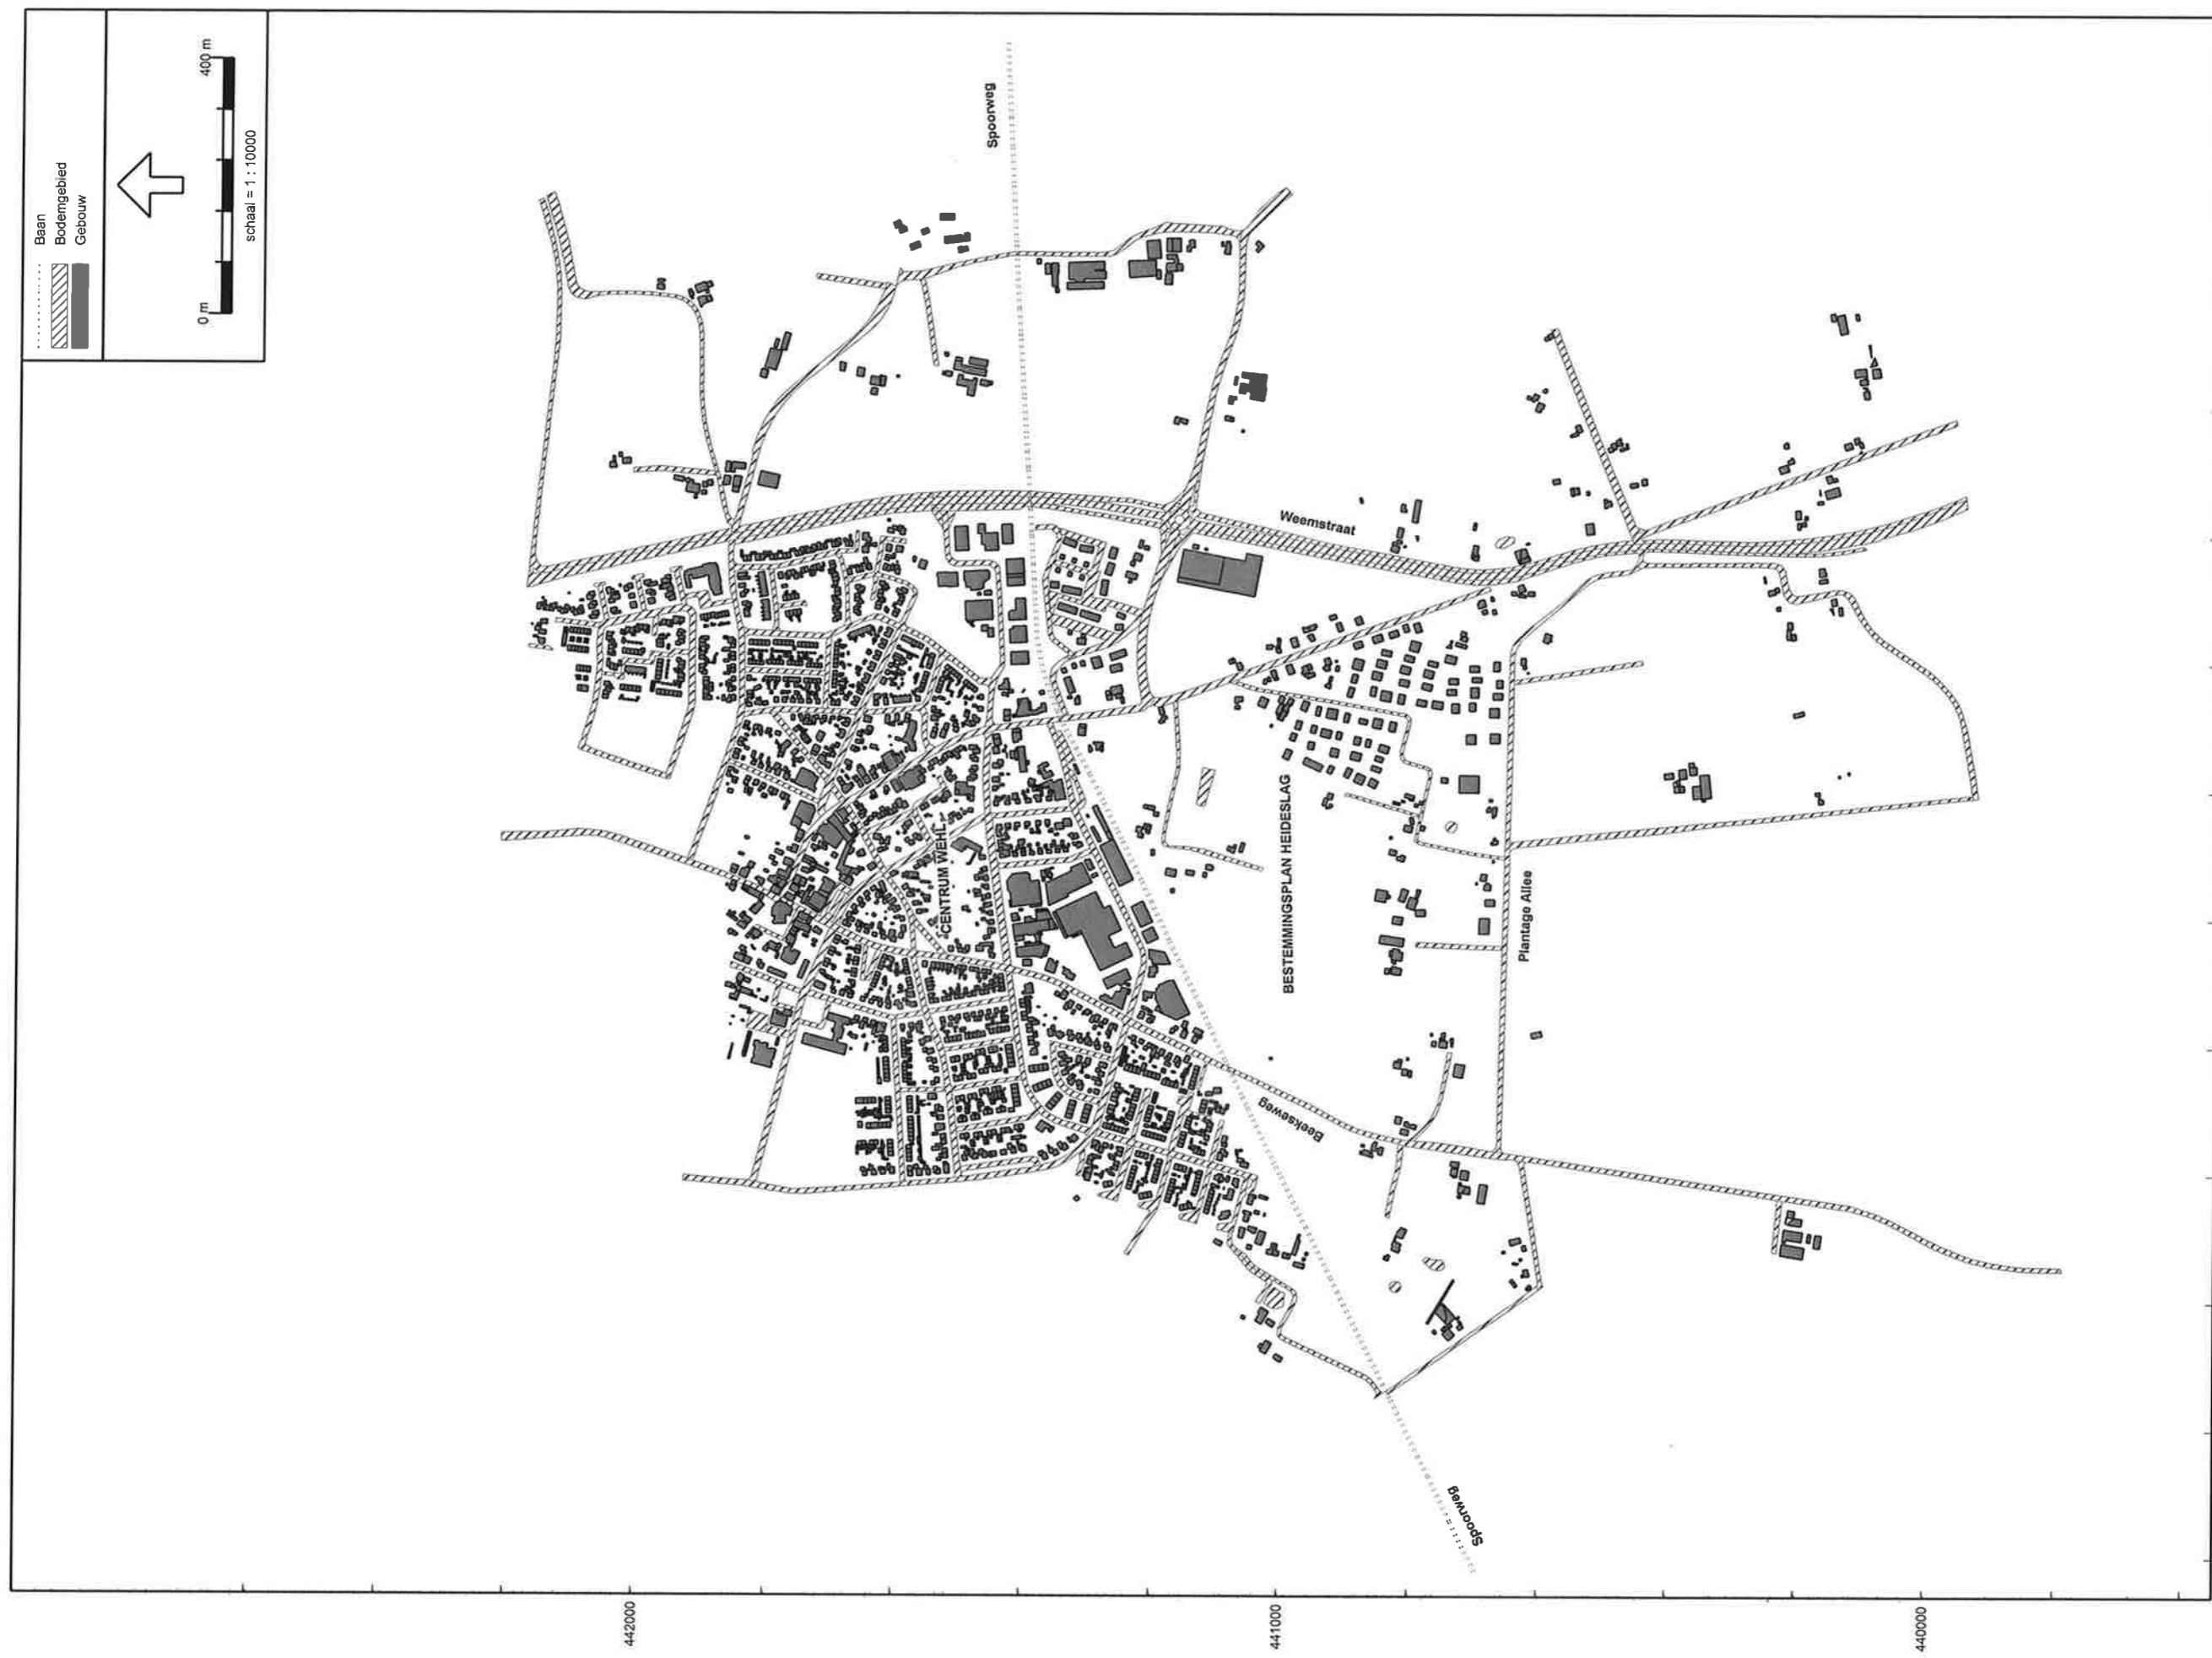 Baan
Bodemgebied
Gebouw
0 m
400 m
schaal = 1 : 10000
Spoorweg
Weemstraat
CENTRUM WEHL
BESTEMMINGSPLAN HEIDESLAG
Plantage Allee
Beekseweg
Spoorweg
442000
441000
440000